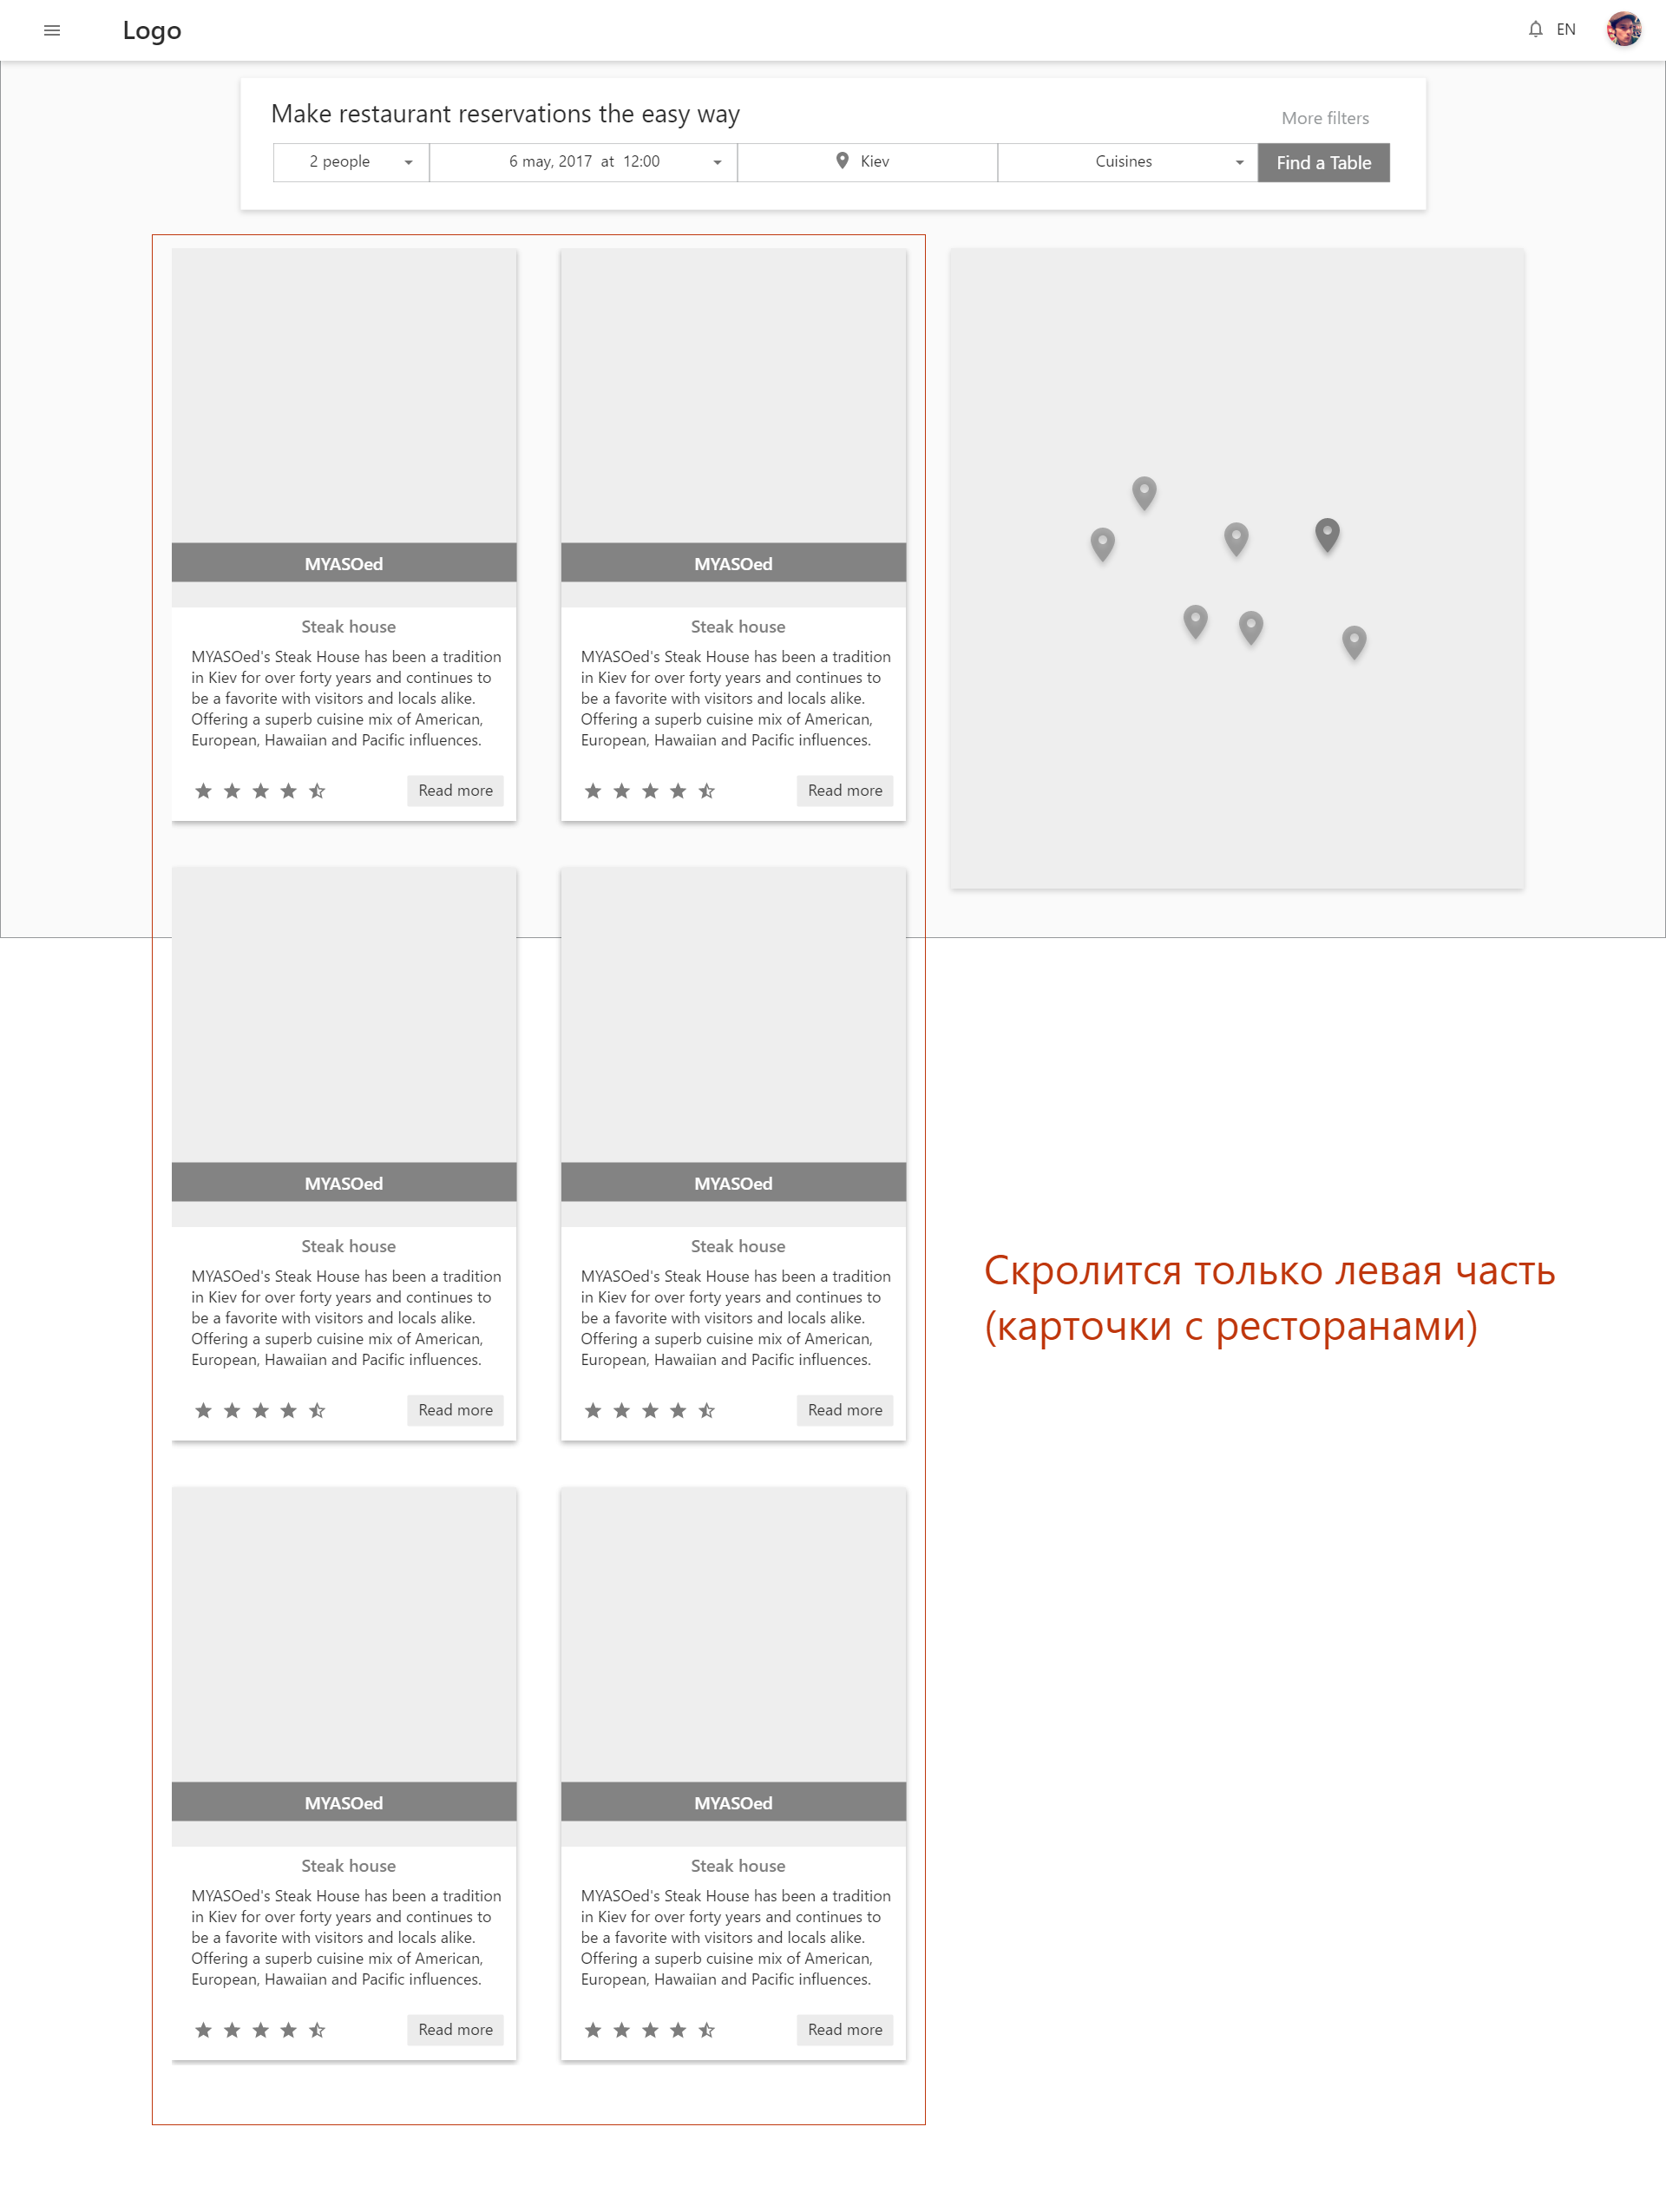 Logo
EN
Make restaurant reservations the easy way
More filters
2 people
6 may, 2017 at 12:00
Kiev
Cuisines
Find a Table
MYASOed
Steak house
MYASOed's Steak House has been a tradition
in Kiev for over forty years and continues to
be a favorite with visitors and locals alike.
Offering a superb cuisine mix of American,
European, Hawaiian and Pacific influences.
Read more
MYASOed
Steak house
MYASOed's Steak House has been a tradition
in Kiev for over forty years and continues to
be a favorite with visitors and locals alike.
Offering a superb cuisine mix of American,
European, Hawaiian and Pacific influences.
Read more
MYASOed
Steak house
MYASOed's Steak House has been a tradition
in Kiev for over forty years and continues to
be a favorite with visitors and locals alike.
Offering a superb cuisine mix of American,
European, Hawaiian and Pacific influences.
Read more
MYASOed
Steak house
MYASOed's Steak House has been a tradition
in Kiev for over forty years and continues to
be a favorite with visitors and locals alike.
Offering a superb cuisine mix of American,
European, Hawaiian and Pacific influences.
Read more
Скролится только левая часть
(карточки с ресторанами)
MYASOed
Steak house
MYASOed's Steak House has been a tradition
in Kiev for over forty years and continues to
be a favorite with visitors and locals alike.
Offering a superb cuisine mix of American,
European, Hawaiian and Pacific influences.
Read more
MYASOed
Steak house
MYASOed's Steak House has been a tradition
in Kiev for over forty years and continues to
be a favorite with visitors and locals alike.
Offering a superb cuisine mix of American,
European, Hawaiian and Pacific influences.
Read more